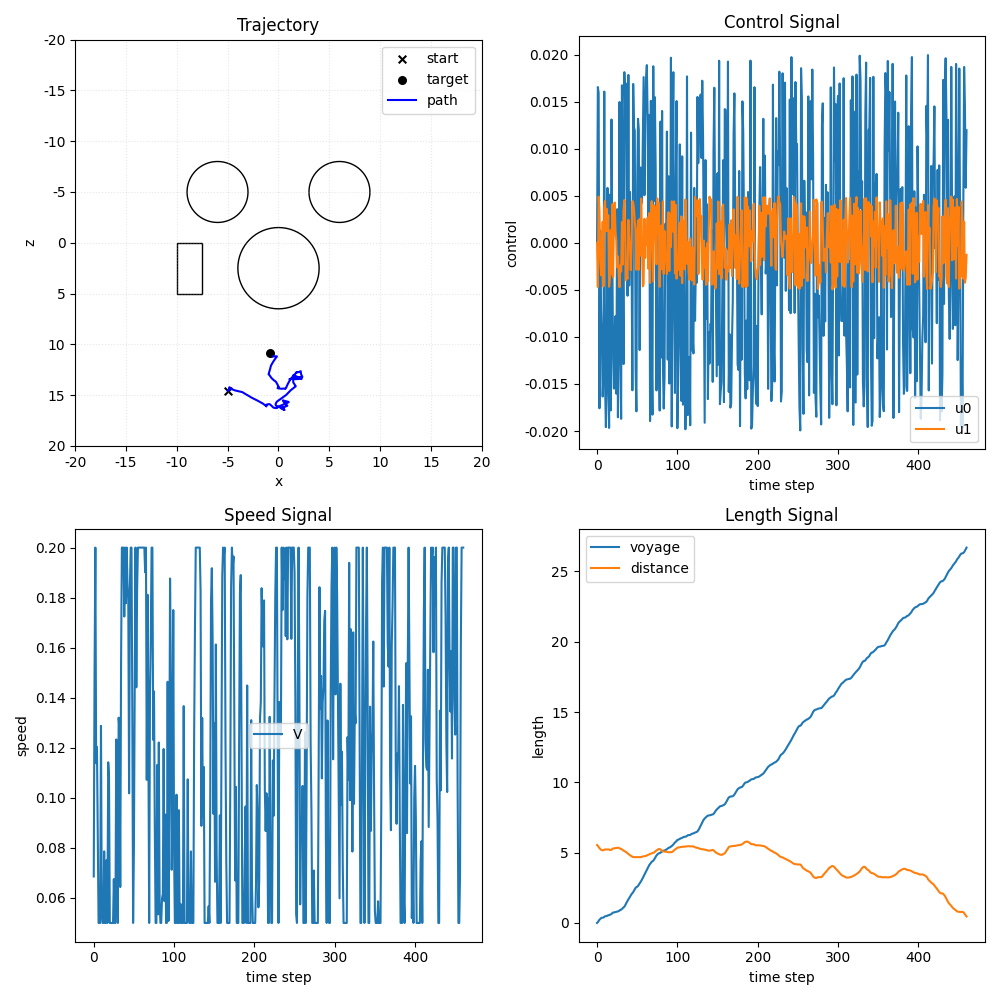 Trajectory
-20
-15
-10
-5
0
5
10
15
20
z
-20 -15 -10 -5 0 5 10 15 20
x
start
target
path
Control Signal
0.020
0.015
0.010
0.005
0.000
-0.005
-0.010
-0.015
-0.020
control
0 100 200 300 400
time step
u0
u1
Speed Signal
0.20
0.18
0.16
0.14
0.12
0.10
0.08
0.06
speed
0 100 200 300 400
time step
V
Length Signal
25
20
15
10
5
0
length
0 100 200 300 400
time step
voyage
distance